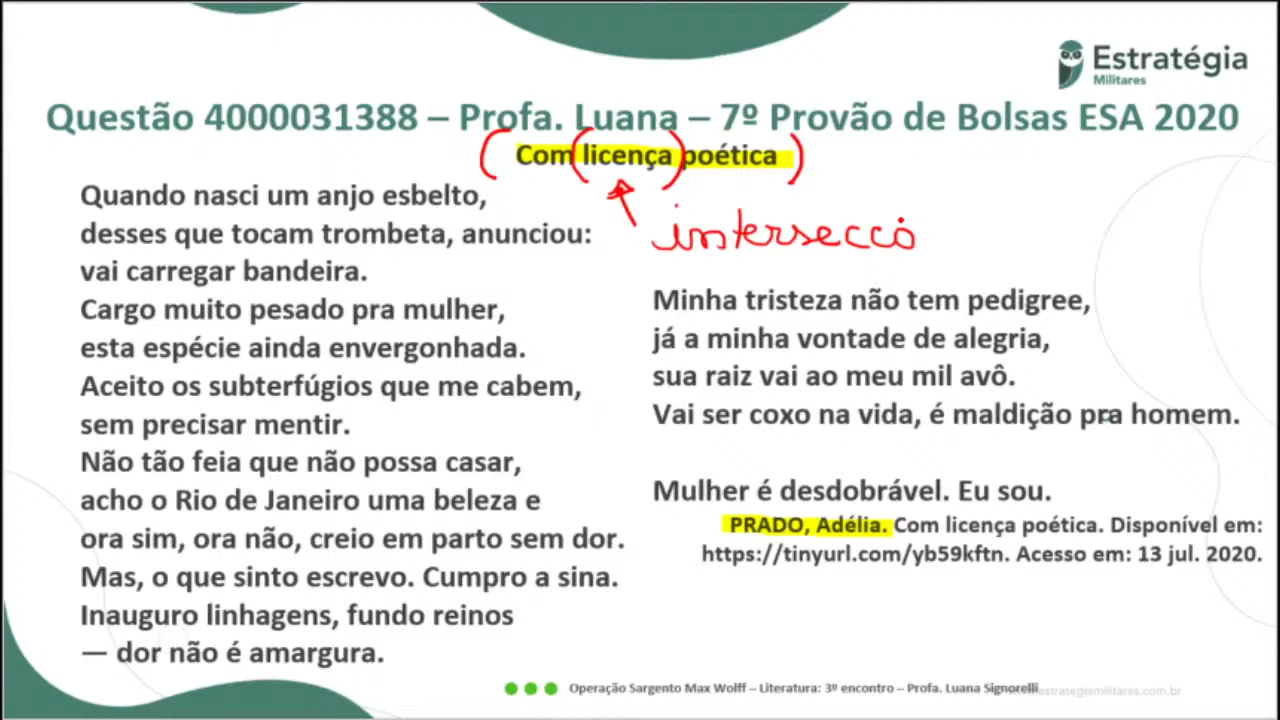 Estratégia
Militares
Questão 4000031388 – Profa. Luana – 7º Provão de Bolsas ESA 2020
(Com (licença) poética)
intersecco
Quando nasci um anjo esbelto,
desses que tocam trombeta, anunciou:
vai carregar bandeira.
Cargo muito pesado pra mulher,
esta espécie ainda envergonhada.
Aceito os subterfúgios que me cabem,
sem precisar mentir.
Não tão feia que não possa casar,
acho o Rio de Janeiro uma beleza e
ora sim, ora não, creio em parto sem dor.
Mas, o que sinto escrevo. Cumpro a sina.
Inauguro linhagens, fundo reinos
— dor não é amargura.
Minha tristeza não tem pedigree,
já a minha vontade de alegria,
sua raiz vai ao meu mil avô.
Vai ser coxo na vida, é maldição pra homem.
Mulher é desdobrável. Eu sou.
PRADO, Adélia. Com licença poética. Disponível em:
https://tinyurl.com/yb59kftn. Acesso em: 13 jul. 2020.
Operação Sargento Max Wolff – Literatura: 3º encontro – Profa. Luana Signorelli